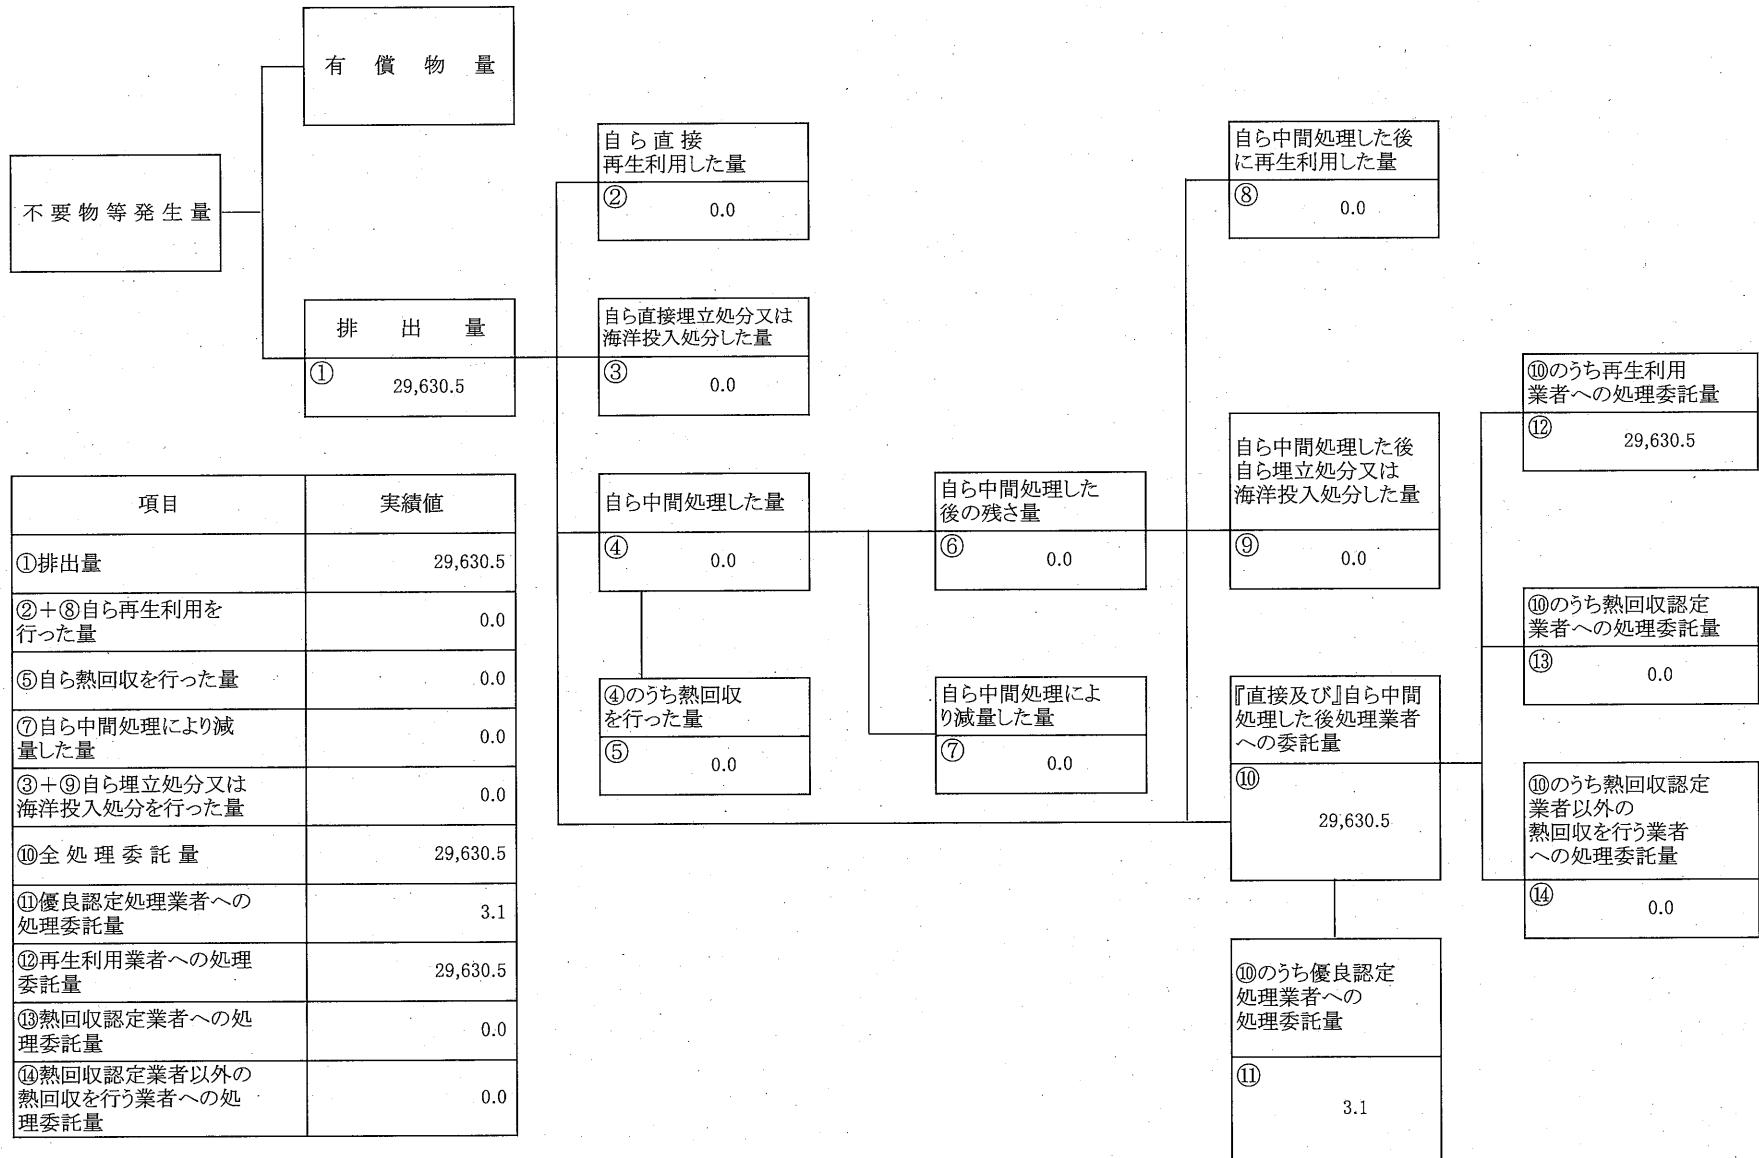 有償物量
不要物等発生量
排出量
①
29,630.5
自ら直接
再生利用した量
②
0.0
自ら直接埋立処分又は
海洋投入処分した量
③
0.0
自ら中間処理した量
④
0.0
④のうち熱回収
を行った量
⑤
0.0
自ら中間処理した
後の残さ量
⑥
0.0
自ら中間処理によ
り減量した量
⑦
0.0
自ら中間処理した後
に再生利用した量
⑧
0.0
自ら中間処理した後
自ら埋立処分又は
海洋投入処分した量
⑨
0.0
『直接及び』自ら中間
処理した後処理業者
への委託量
⑩
29,630.5
⑩のうち優良認定
処理業者への
処理委託量
⑪
3.1
⑩のうち再生利用
業者への処理委託量
⑫
29,630.5
⑩のうち熱回収認定
業者への処理委託量
⑬
0.0
⑩のうち熱回収認定
業者以外の
熱回収を行う業者
への処理委託量
⑭
0.0
項目 実績値
①排出量 29,630.5
②+⑧自ら再生利用を
行った量 0.0
⑤自ら熱回収を行った量 0.0
⑦自ら中間処理により減
量した量 0.0
③+⑨自ら埋立処分又は
海洋投入処分を行った量 0.0
⑩全処理委託量 29,630.5
⑪優良認定処理業者への
処理委託量 3.1
⑫再生利用業者への処理
委託量 29,630.5
⑬熱回収認定業者への処
理委託量 0.0
⑭熱回収認定業者以外の
熱回収を行う業者への処
理委託量 0.0